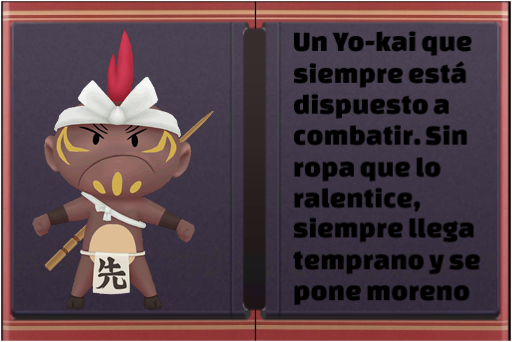 先
Un Yo-kai que
siempre está
dispuesto a
combatir. Sin
ropa que lo
ralentice,
siempre llega
temprano y se
pone moreno